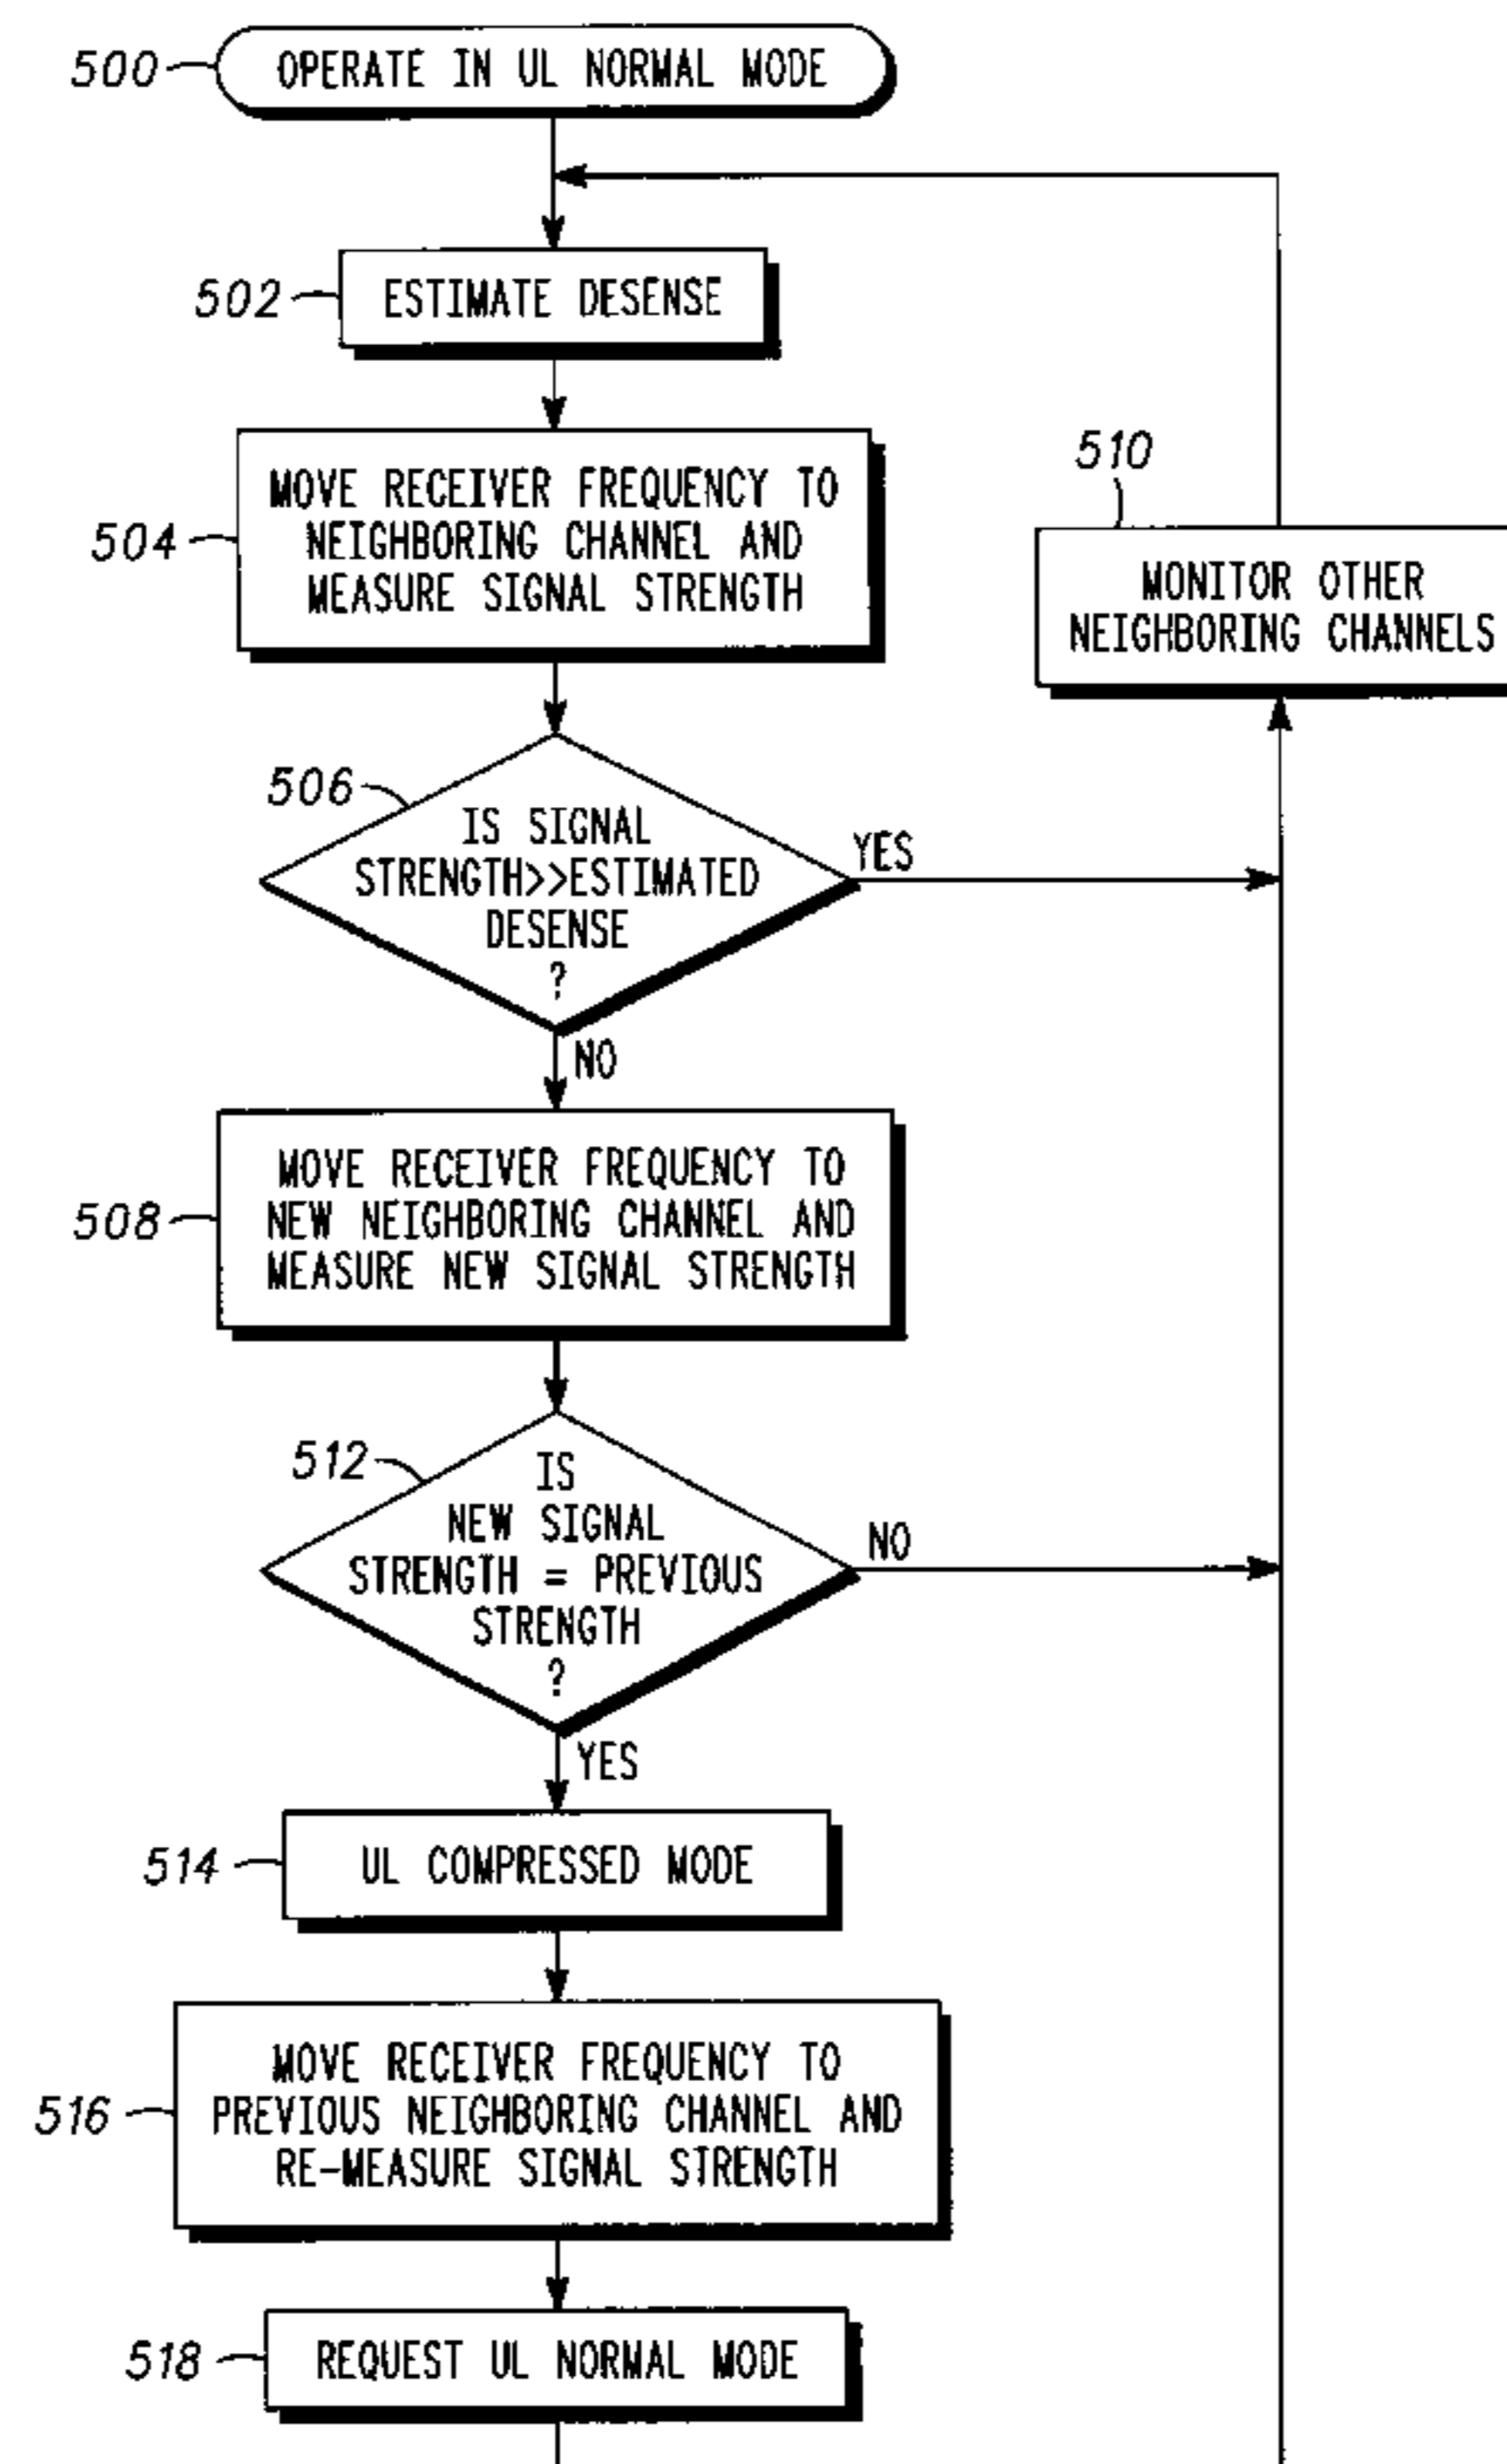 500
OPERATE IN UL NORMAL MODE
502
ESTIMATE DESENSE
504
MOVE RECEIVER FREQUENCY TO
NEIGHBORING CHANNEL AND
MEASURE SIGNAL STRENGTH
510
MONITOR OTHER
NEIGHBORING CHANNELS
506
IS SIGNAL
STRENGTH>>ESTIMATED
DESENSE
?
YES
NO
508
MOVE RECEIVER FREQUENCY TO
NEW NEIGHBORING CHANNEL AND
MEASURE NEW SIGNAL STRENGTH
512
IS
NEW SIGNAL
STRENGTH = PREVIOUS
STRENGTH
?
NO
YES
514
UL COMPRESSED MODE
516
MOVE RECEIVER FREQUENCY TO
PREVIOUS NEIGHBORING CHANNEL AND
RE-MEASURE SIGNAL STRENGTH
518
REQUEST UL NORMAL MODE